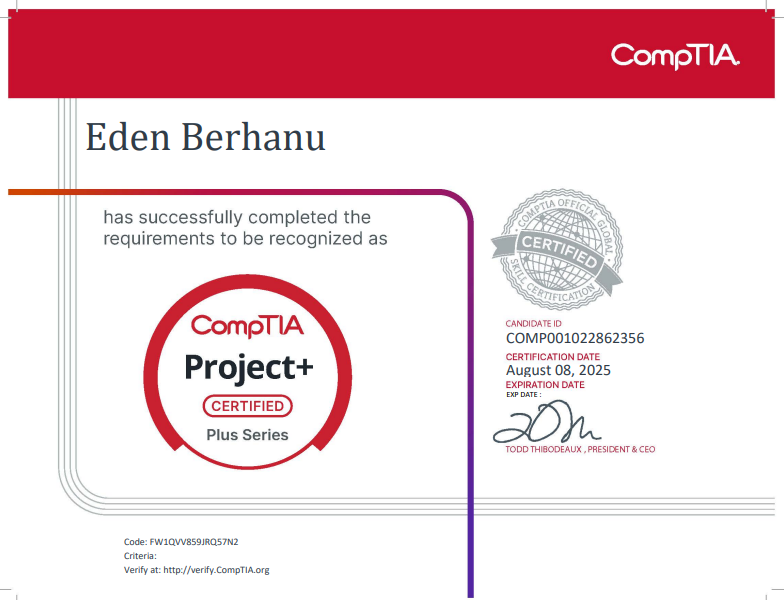 CompTIA.
Eden Berhanu
has successfully completed the
requirements to be recognized as
COMPTIA OFFICIAL GLOBAL
CERTIFIED
SKILL CERTIFICATION
CompTIA
Project+
CERTIFIED
Plus Series
CANDIDATE ID
COMP001022862356
CERTIFICATION DATE
August 08, 2025
EXPIRATION DATE
EXP DATE :
TODD THIBODEAUX , PRESIDENT & CEO
Code: FW1QVV859JRQ57N2
Criteria:
Verify at: http://verify.CompTIA.org